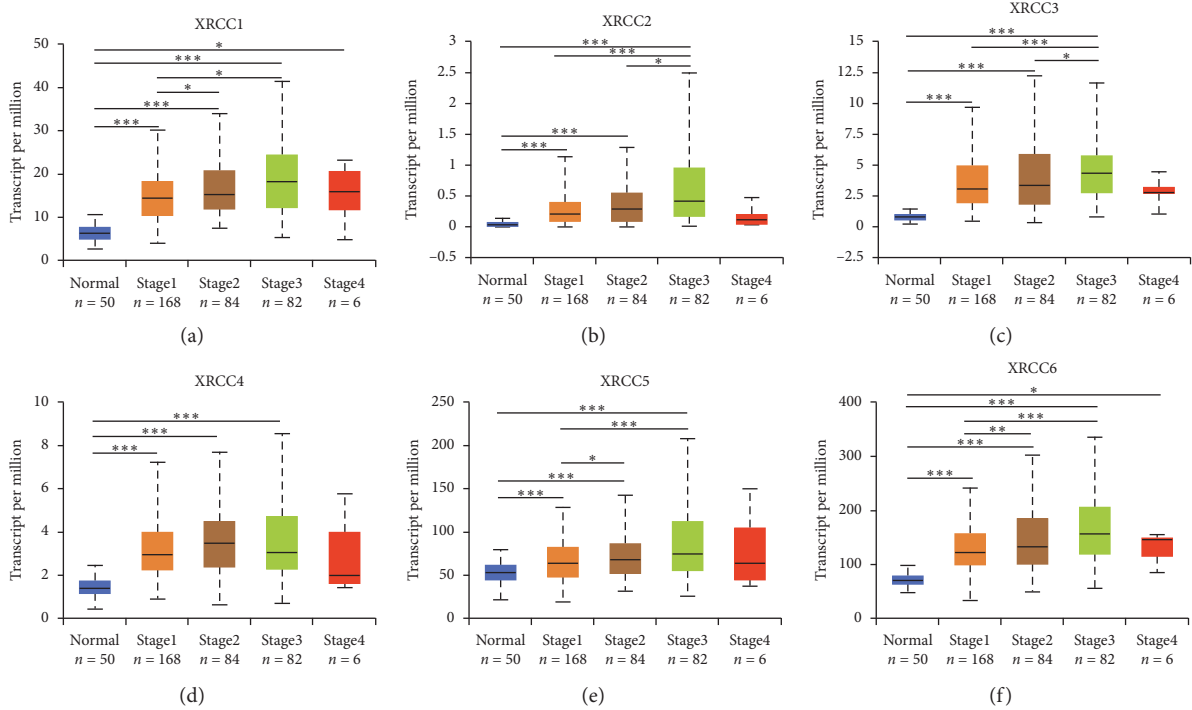 XRCC1
Transcript per million
50
40
30
20
10
0
*
***
*
*
***
***
Normal Stage1 Stage2 Stage3 Stage4
n = 50 n = 168 n = 84 n = 82 n = 6
(a)
XRCC2
Transcript per million
3
2.5
2
1.5
1
0.5
0
−0.5
***
***
*
***
***
Normal Stage1 Stage2 Stage3 Stage4
n = 50 n = 168 n = 84 n = 82 n = 6
(b)
XRCC3
Transcript per million
15
12.5
10
7.5
5
2.5
0
−2.5
***
***
*
***
***
Normal Stage1 Stage2 Stage3 Stage4
n = 50 n = 168 n = 84 n = 82 n = 6
(c)
XRCC4
Transcript per million
10
8
6
4
2
0
***
***
***
Normal Stage1 Stage2 Stage3 Stage4
n = 50 n = 168 n = 84 n = 82 n = 6
(d)
XRCC5
Transcript per million
250
200
150
100
50
0
***
***
*
***
***
Normal Stage1 Stage2 Stage3 Stage4
n = 50 n = 168 n = 84 n = 82 n = 6
(e)
XRCC6
Transcript per million
400
300
200
100
0
*
***
***
**
***
***
Normal Stage1 Stage2 Stage3 Stage4
n = 50 n = 168 n = 84 n = 82 n = 6
(f)